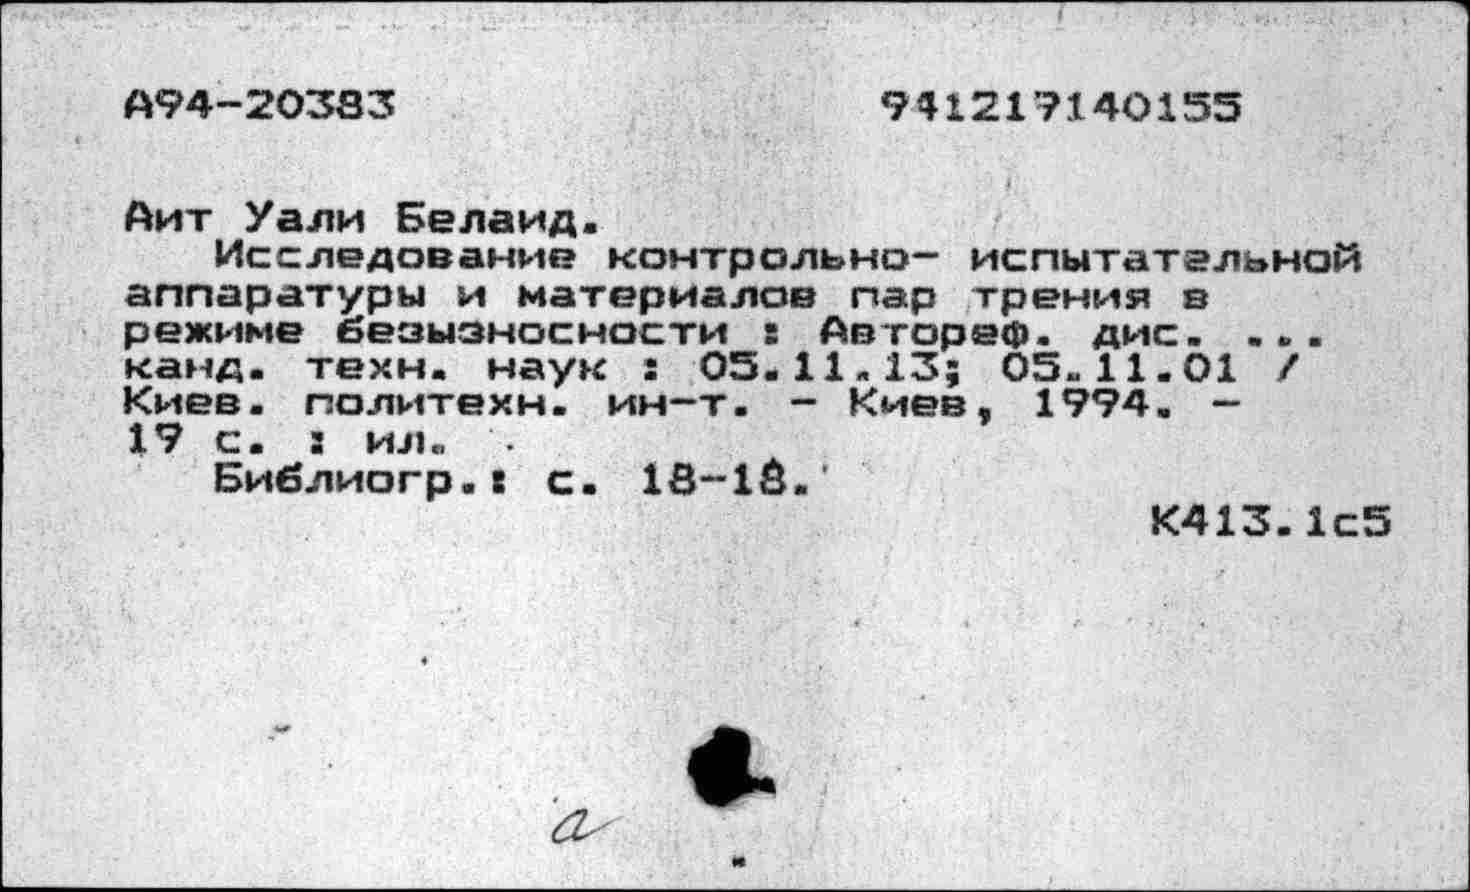 А94-20383 941219140155
Аит Уали Белаид.
Исследование контрольно- испытательной
аппаратуры и материалов пар трения в
режиме безызносности : Автореф. дис. ...
канд. техн. наук : 05.11.13; 05.11.01 /
Киев. политехн. ин-т. - Киев, 1994. -
19 с. : ил.
Библиогр.: с. 18-18.
К413.1с5
а